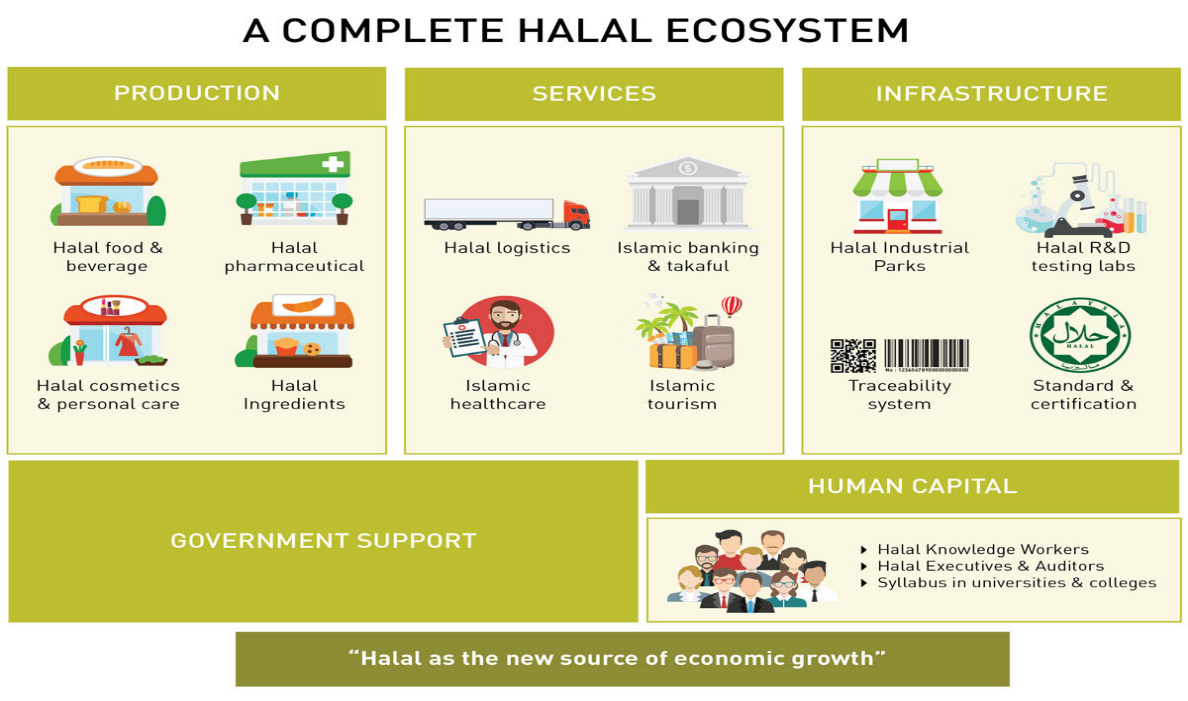 A COMPLETE HALAL ECOSYSTEM
PRODUCTION
Halal food &
beverage
Halal
pharmaceutical
Halal cosmetics
& personal care
Halal
Ingredients
SERVICES
Halal logistics
Islamic banking
& takaful
Islamic
healthcare
Islamic
tourism
INFRASTRUCTURE
Halal Industrial
Parks
Halal R&D
testing labs
Traceability
system
MALAYSIA
حلال
HALAL
ماليزيا
Standard &
certification
GOVERNMENT SUPPORT
HUMAN CAPITAL
Halal Knowledge Workers
Halal Executives & Auditors
Syllabus in universities & colleges
“Halal as the new source of economic growth”